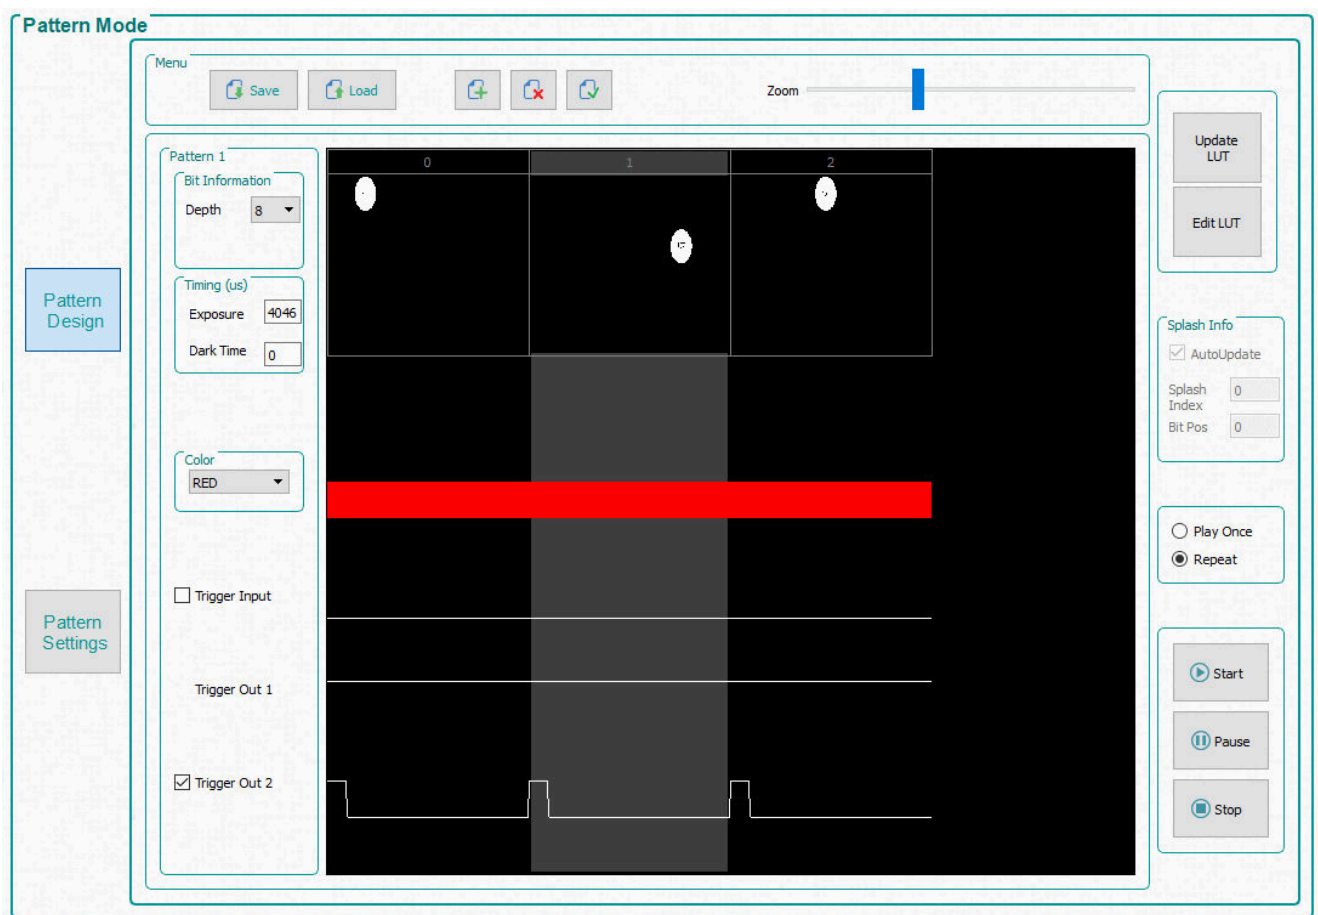 Pattern Mode
Menu
Save
Load
Zoom
Pattern 1
Bit Information
Depth
8
Timing (us)
Exposure
4046
Dark Time
0
Color
RED
Trigger Input
Trigger Out 1
Trigger Out 2
0
1
2
Pattern
Design
Pattern
Settings
Update
LUT
Edit LUT
Splash Info
AutoUpdate
Splash
Index
0
Bit Pos
0
Play Once
Repeat
Start
Pause
Stop